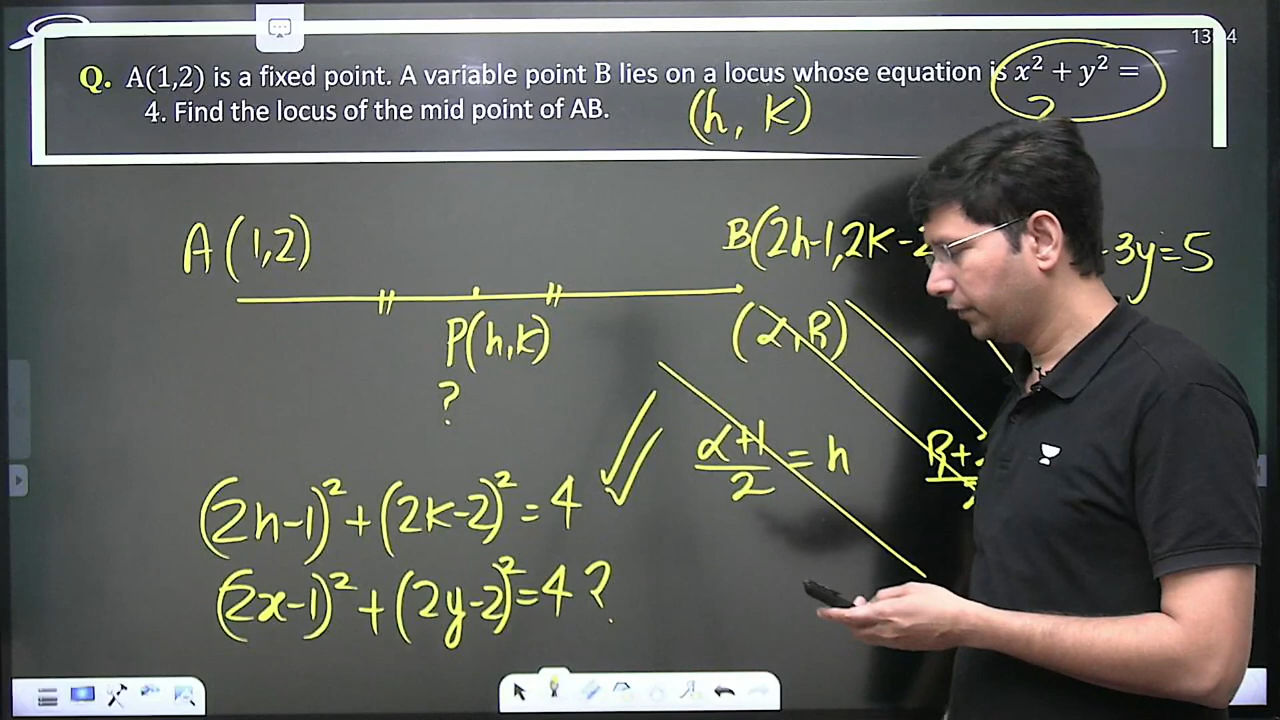 Q. A(1,2) is a fixed point. A variable point B lies on a locus whose equation is x² + y² =
4. Find the locus of the mid point of AB.
(h, k)
A(1,2)
B(2h-1,2k-2
-3y=5
P(h,k)
?
(α,β)
(α+1)/2 = h
β+
(2h-1)²+(2k-2)²=4
(2x-1)²+(2y-2)²=4?